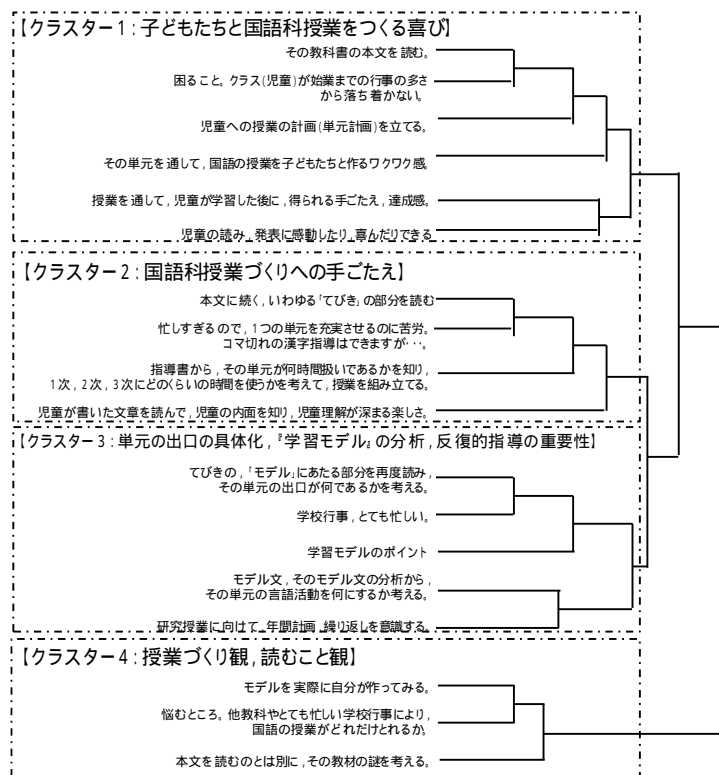 【クラスター1:子どもたちと国語科授業をつくる喜び】
その教科書の本文を読む。
困ること。クラス(児童)が始業までの行事の多さ
から落ち着かない。
児童への授業の計画(単元計画)を立てる。
その単元を通して,国語の授業を子どもたちと作るワクワク感。
授業を通して,児童が学習した後に,得られる手ごたえ,達成感。
児童の読み,発表に感動したり,喜んだりできる
【クラスター2:国語科授業づくりへの手ごたえ】
本文に続く,いわゆる「てびき」の部分を読む
忙しすぎるので,1つの単元を充実させるのに苦労。
コマ切れの漢字指導はできますが・・・。
指導書から,その単元が何時間扱いであるかを知り,
1次,2次,3次にどのくらいの時間を使うかを考えて,授業を組み立てる。
児童が書いた文章を読んで,児童の内面を知り,児童理解が深まる楽しさ。
【クラスター3:単元の出口の具体化,『学習モデル』の分析,反復的指導の重要性】
てびきの,「モデル」にあたる部分を再度読み,
その単元の出口が何であるかを考える。
学校行事,とても忙しい。
学習モデルのポイント
モデル文,そのモデル文の分析から,
その単元の言語活動を何にするか考える。
研究授業に向けて,年間計画,繰り返しを意識する。
【クラスター4:授業づくり観,読むこと観】
モデルを実際に自分が作ってみる。
悩むところ。他教科やとても忙しい学校行事により,
国語の授業がどれだけとれるか。
本文を読むのとは別に,その教材の謎を考える。